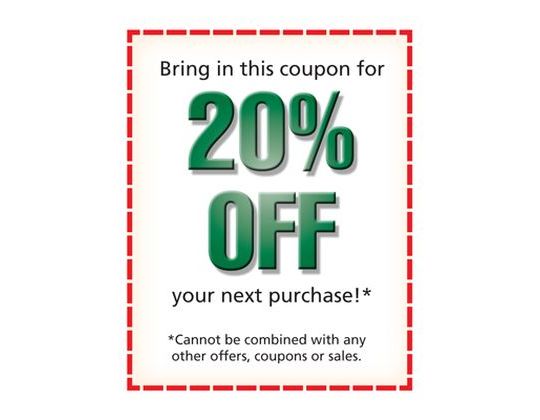 Bring in this coupon for
20%
OFF
your next purchase!*
*Cannot be combined with any
other offers, coupons or sales.